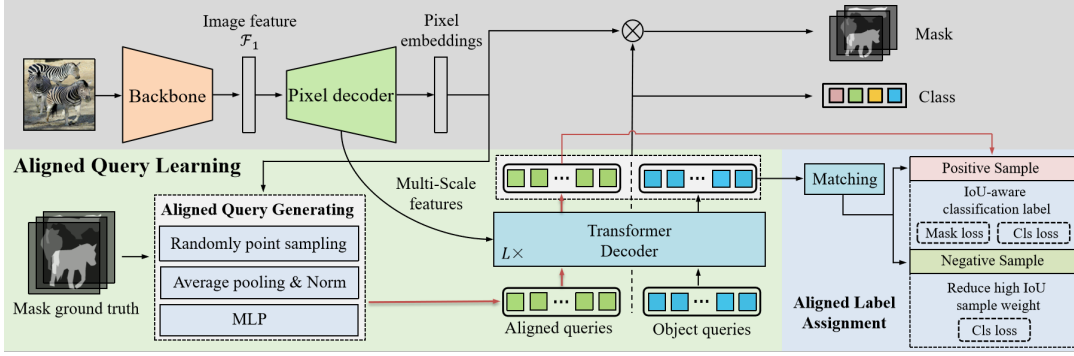 Image feature
ℱ₁
Pixel
embeddings
Mask
Backbone
Pixel decoder
Class
Aligned Query Learning
Multi-Scale
features
Aligned Query Generating
Randomly point sampling
Average pooling & Norm
MLP
Mask ground truth
...
...
Transformer
Decoder
L×
...
...
Aligned queries
Object queries
Matching
Aligned Label
Assignment
Positive Sample
IoU-aware
classification label
Mask loss
Cls loss
Negative Sample
Reduce high IoU
sample weight
Cls loss